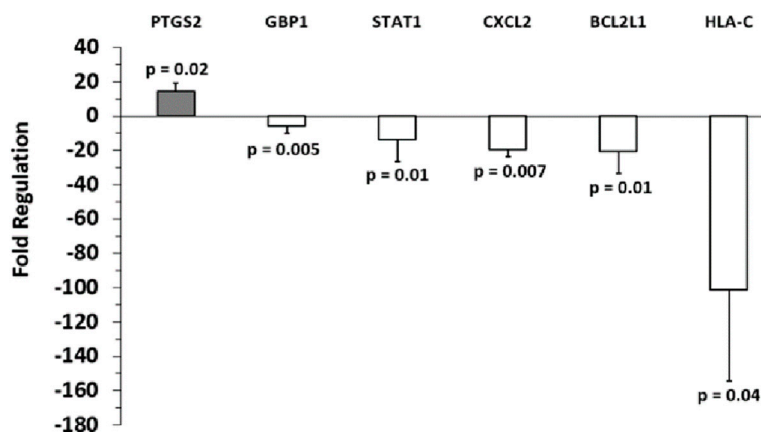 PTGS2 GBP1 STAT1 CXCL2 BCL2L1 HLA-C
40
20
0
-20
-40
-60
-80
-100
-120
-140
-160
-180
Fold Regulation
p = 0.02
p = 0.005
p = 0.01
p = 0.007
p = 0.01
p = 0.04